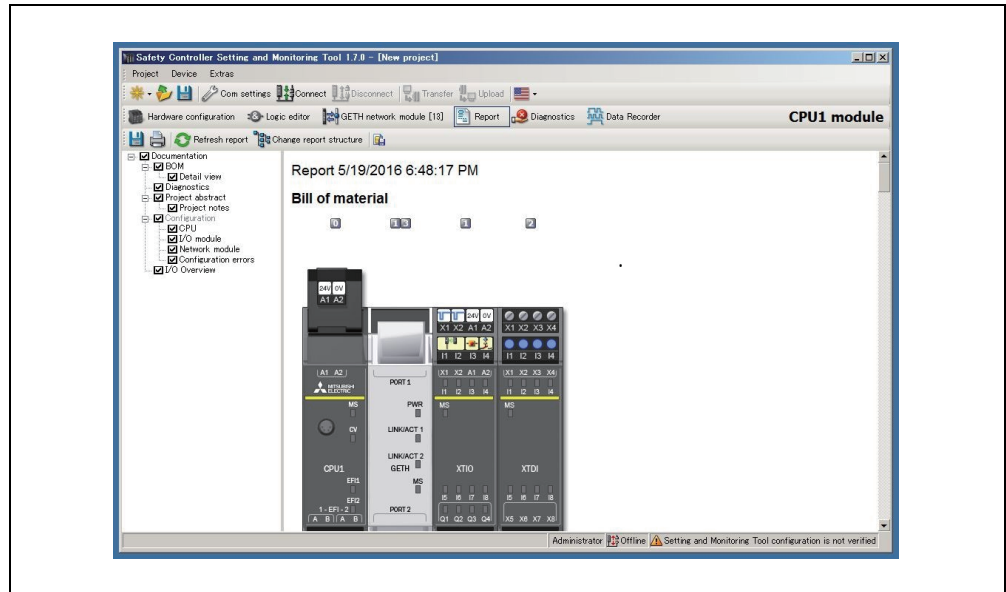 Safety Controller Setting and Monitoring Tool 1.7.0 - [New project]
Project Device Extras
Com settings Connect Disconnect Transfer Upload
Hardware configuration Logic editor GETH network module [13] Report Diagnostics Data Recorder CPU1 module
Refresh report Change report structure
Documentation
BOM
Detail view
Diagnostics
Project abstract
Project notes
Configuration
CPU
I/O module
Network module
Configuration errors
I/O Overview
Report 5/19/2016 6:48:17 PM
Bill of material
0 13 1 2
24V 0V
A1 A2
24V 0V
X1 X2 A1 A2 X1 X2 X3 X4
I1 I2 I3 I4 I1 I2 I3 I4
A1 A2 X1 X2 A1 A2 X1 X2 X3 X4
MITSUBISHI ELECTRIC
PORT 1
I1 I2 I3 I4 I1 I2 I3 I4
MS PWR MS MS
CV LINK/ACT 1
LINK/ACT 2
CPU1 GETH XTIO XTDI
EFI1 MS
EFI2
I5 I6 I7 I8 I5 I6 I7 I8
1 - EFI - 2 PORT 2
A B A B Q1 Q2 Q3 Q4 X5 X6 X7 X8
Administrator Offline Setting and Monitoring Tool configuration is not verified